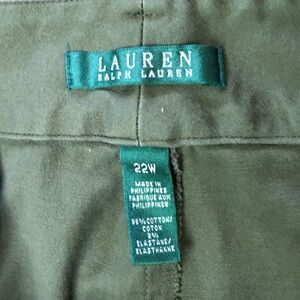 LAUREN
RALPH LAUREN
22W
MADE IN
PHILIPPINES
FABRIQUE AUX
PHILIPPINES
98% COTTON/
COTON
2%
ELASTANE/
ELASTHANNE